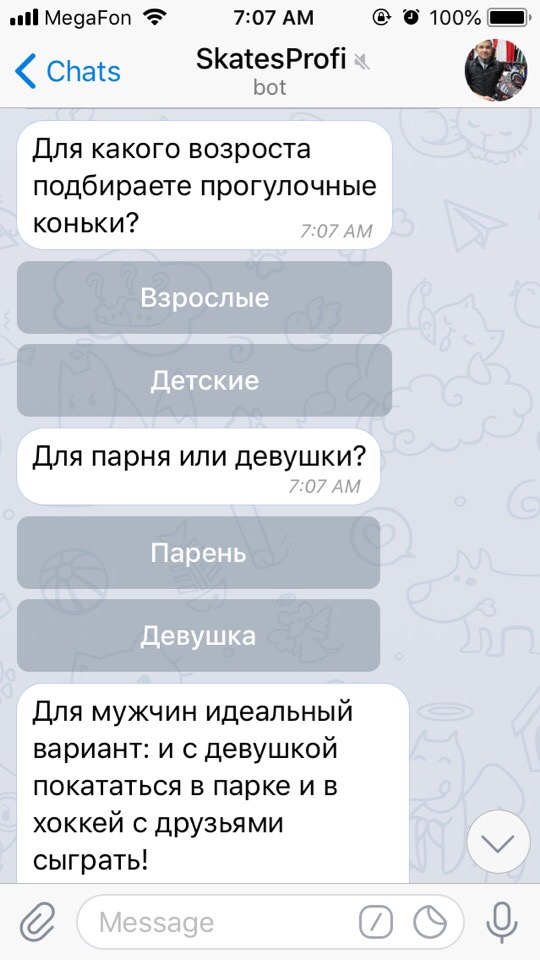 MegaFon 7:07 AM 100%
Chats SkatesProfi
bot
Для какого возроста
подбираете прогулочные
коньки?
7:07 AM
Взрослые
Детские
Для парня или девушки?
7:07 AM
Парень
Девушка
Для мужчин идеальный
вариант: и с девушкой
покататься в парке и в
хоккей с друзьями
сыграть!
Message